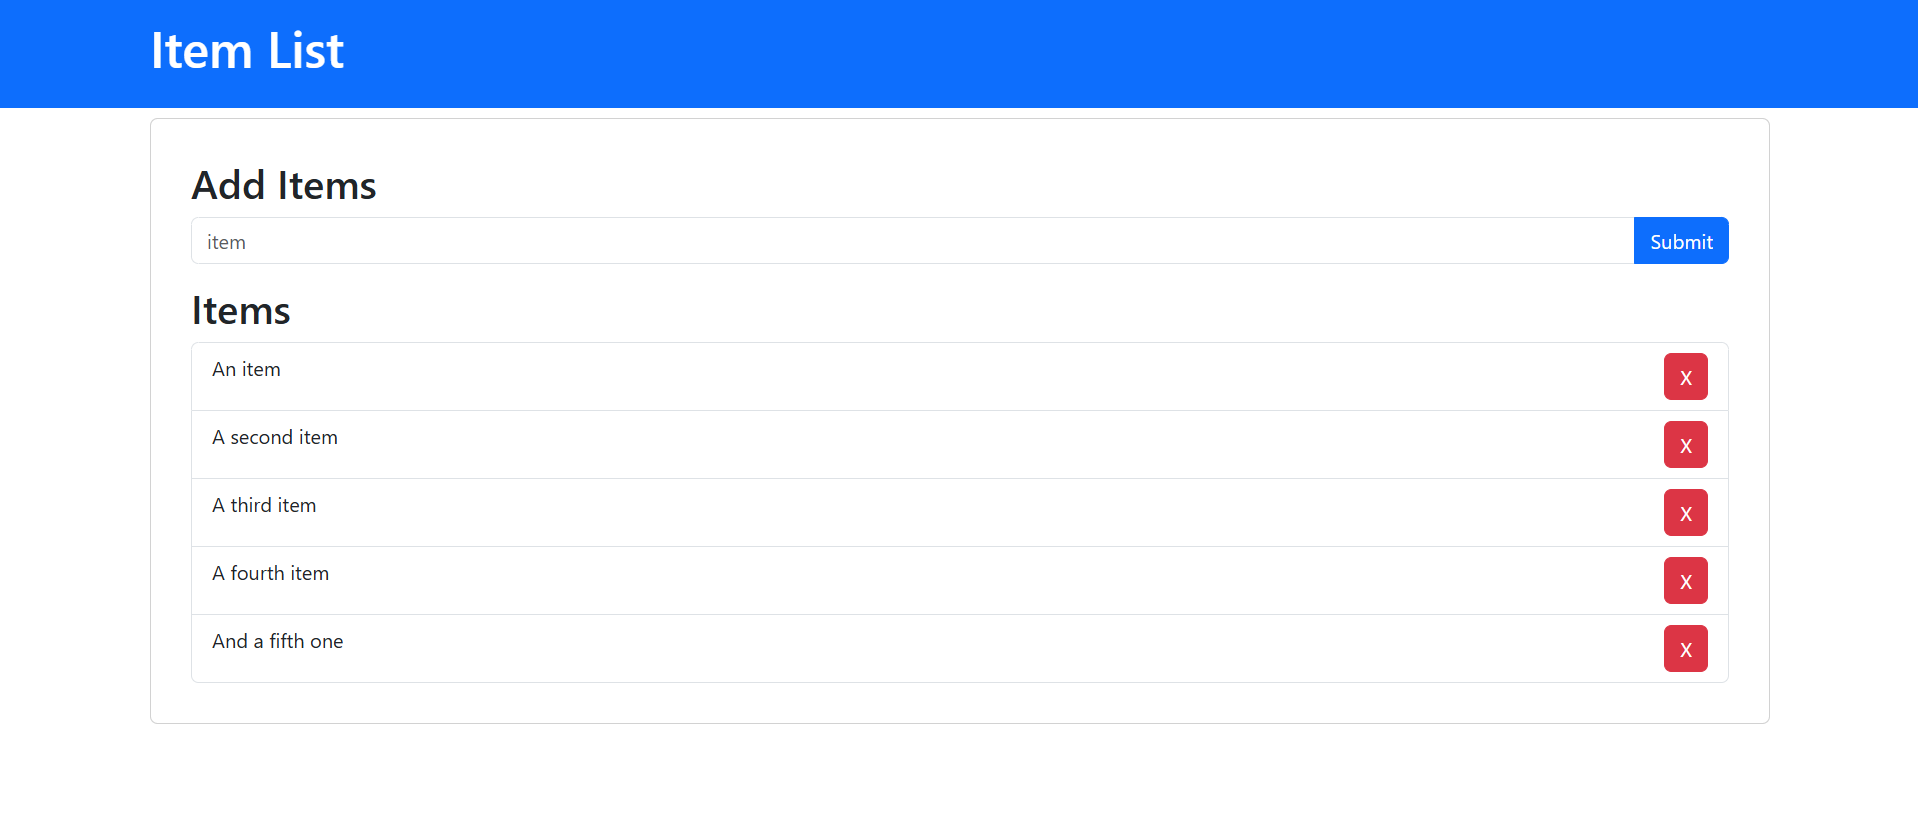 Item List
Add Items
item Submit
Items
An item X
A second item X
A third item X
A fourth item X
And a fifth one X